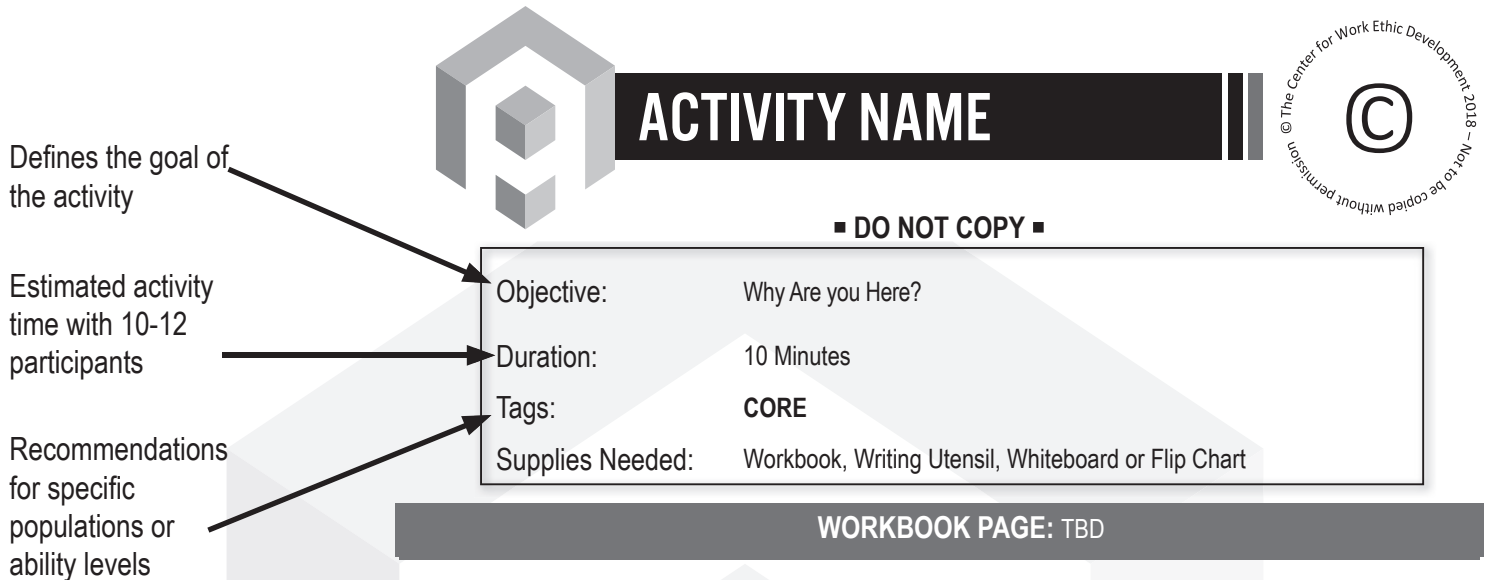 ACTIVITY NAME
© The Center for Work Ethic Development 2018 – Not to be copied without permission
©
▪ DO NOT COPY ▪
Defines the goal of
the activity
Objective: Why Are you Here?
Estimated activity
time with 10-12
participants
Duration: 10 Minutes
Tags: CORE
Recommendations
for specific
populations or
ability levels
Supplies Needed: Workbook, Writing Utensil, Whiteboard or Flip Chart
WORKBOOK PAGE: TBD